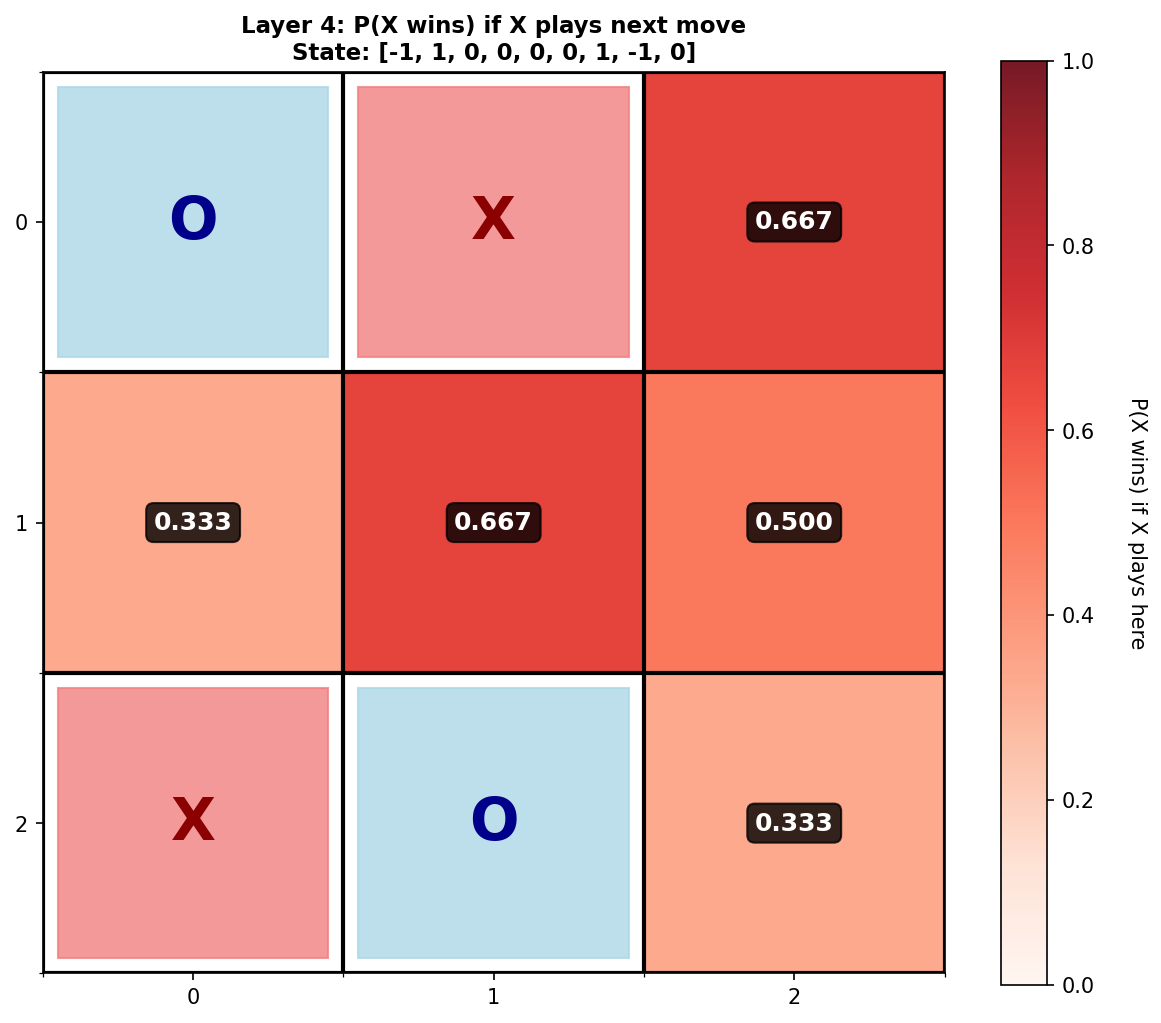 Layer 4: P(X wins) if X plays next move
State: [-1, 1, 0, 0, 0, 0, 1, -1, 0]
0
O
X
0.667
1
0.333
0.667
0.500
2
X
O
0.333
0
1
2
1.0
0.8
0.6
0.4
0.2
0.0
P(X wins) if X plays here